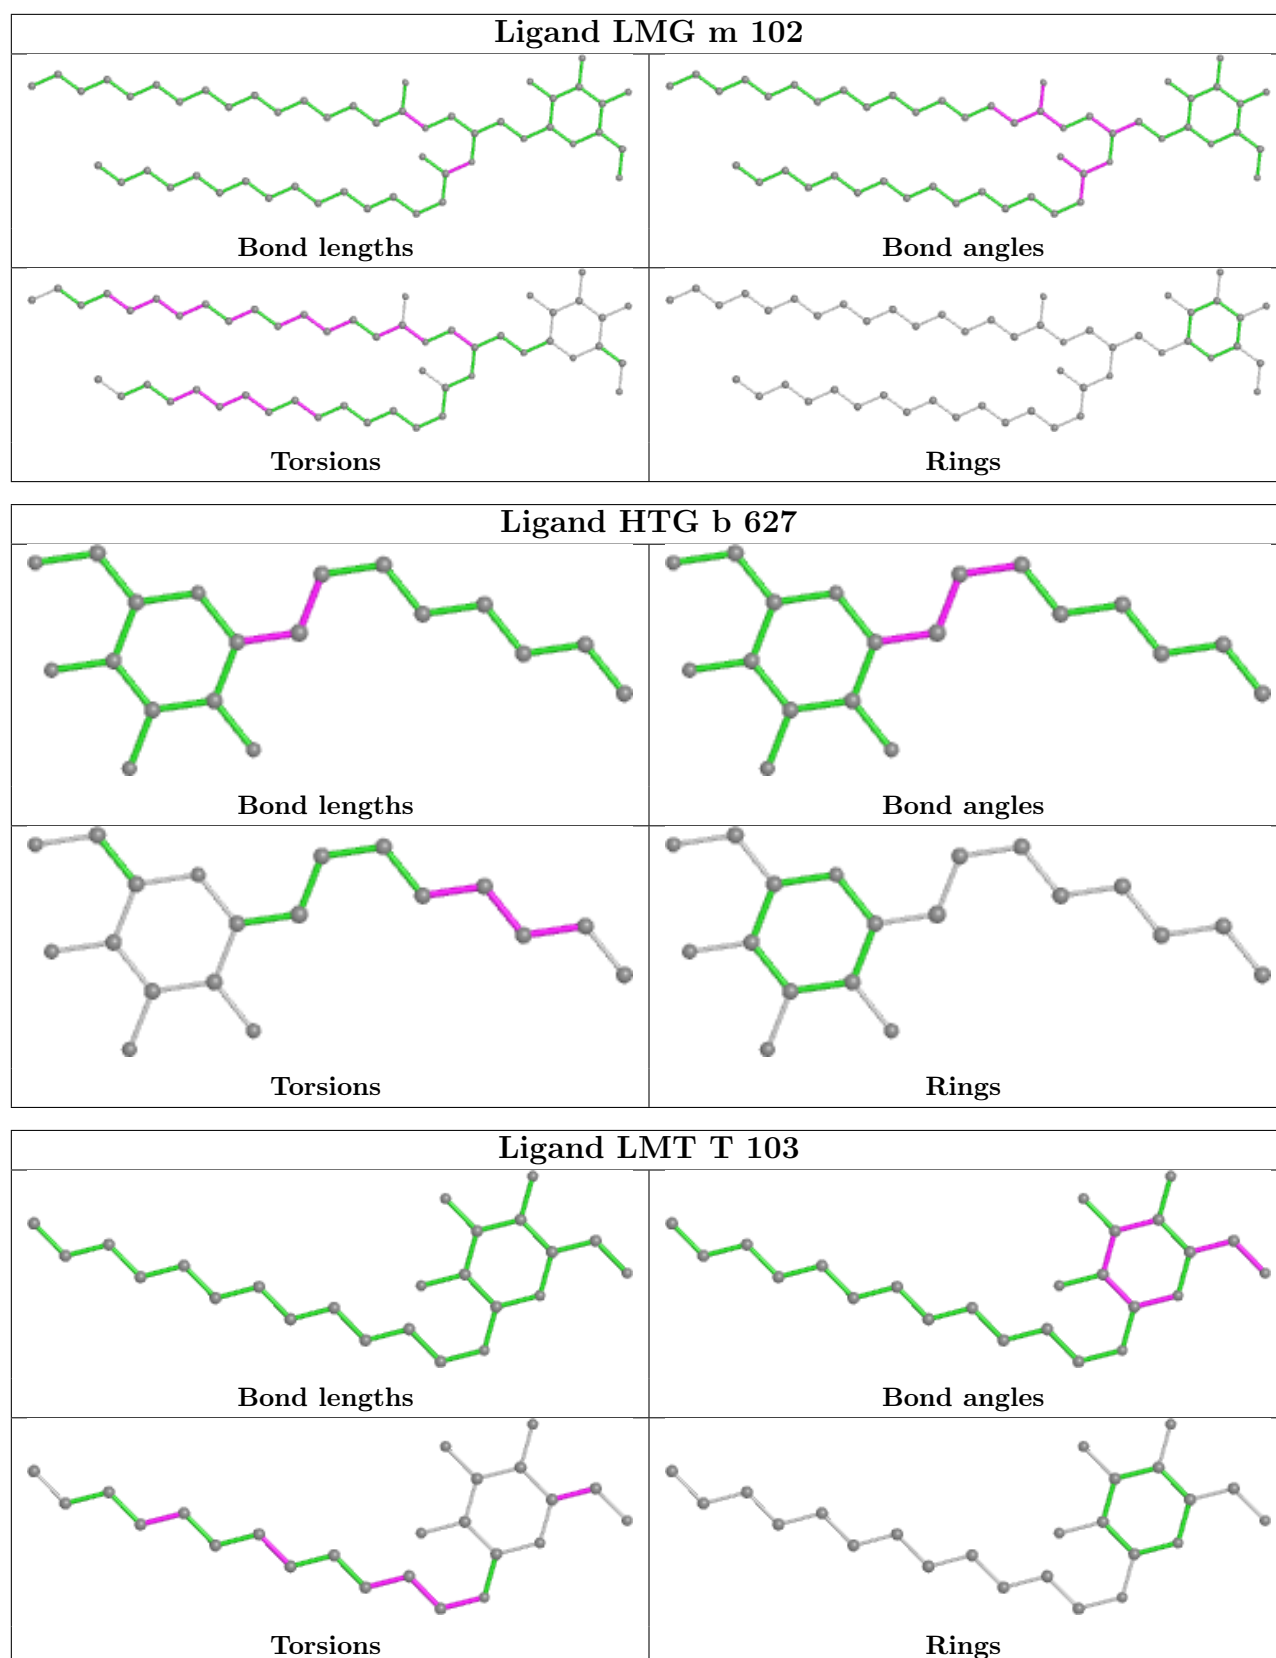 Ligand LMG m 102
Bond lengths
Bond angles
Torsions
Rings
Ligand HTG b 627
Bond lengths
Bond angles
Torsions
Rings
Ligand LMT T 103
Bond lengths
Bond angles
Torsions
Rings